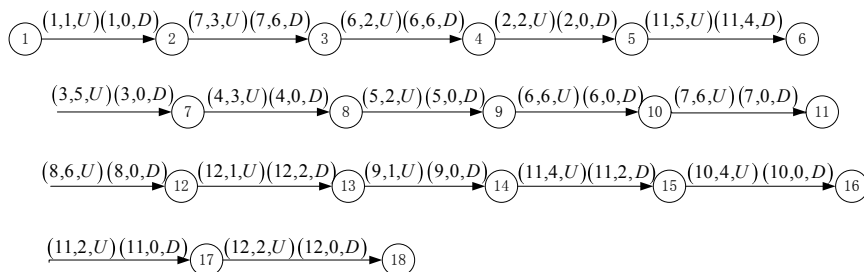 (1,1,U)(1,0,D) (7,3,U)(7,6,D) (6,2,U)(6,6,D) (2,2,U)(2,0,D) (11,5,U)(11,4,D)
1 2 3 4 5 6
(3,5,U)(3,0,D) (4,3,U)(4,0,D) (5,2,U)(5,0,D) (6,6,U)(6,0,D) (7,6,U)(7,0,D)
7 8 9 10 11
(8,6,U)(8,0,D) (12,1,U)(12,2,D) (9,1,U)(9,0,D) (11,4,U)(11,2,D) (10,4,U)(10,0,D)
12 13 14 15 16
(11,2,U)(11,0,D) (12,2,U)(12,0,D)
17 18